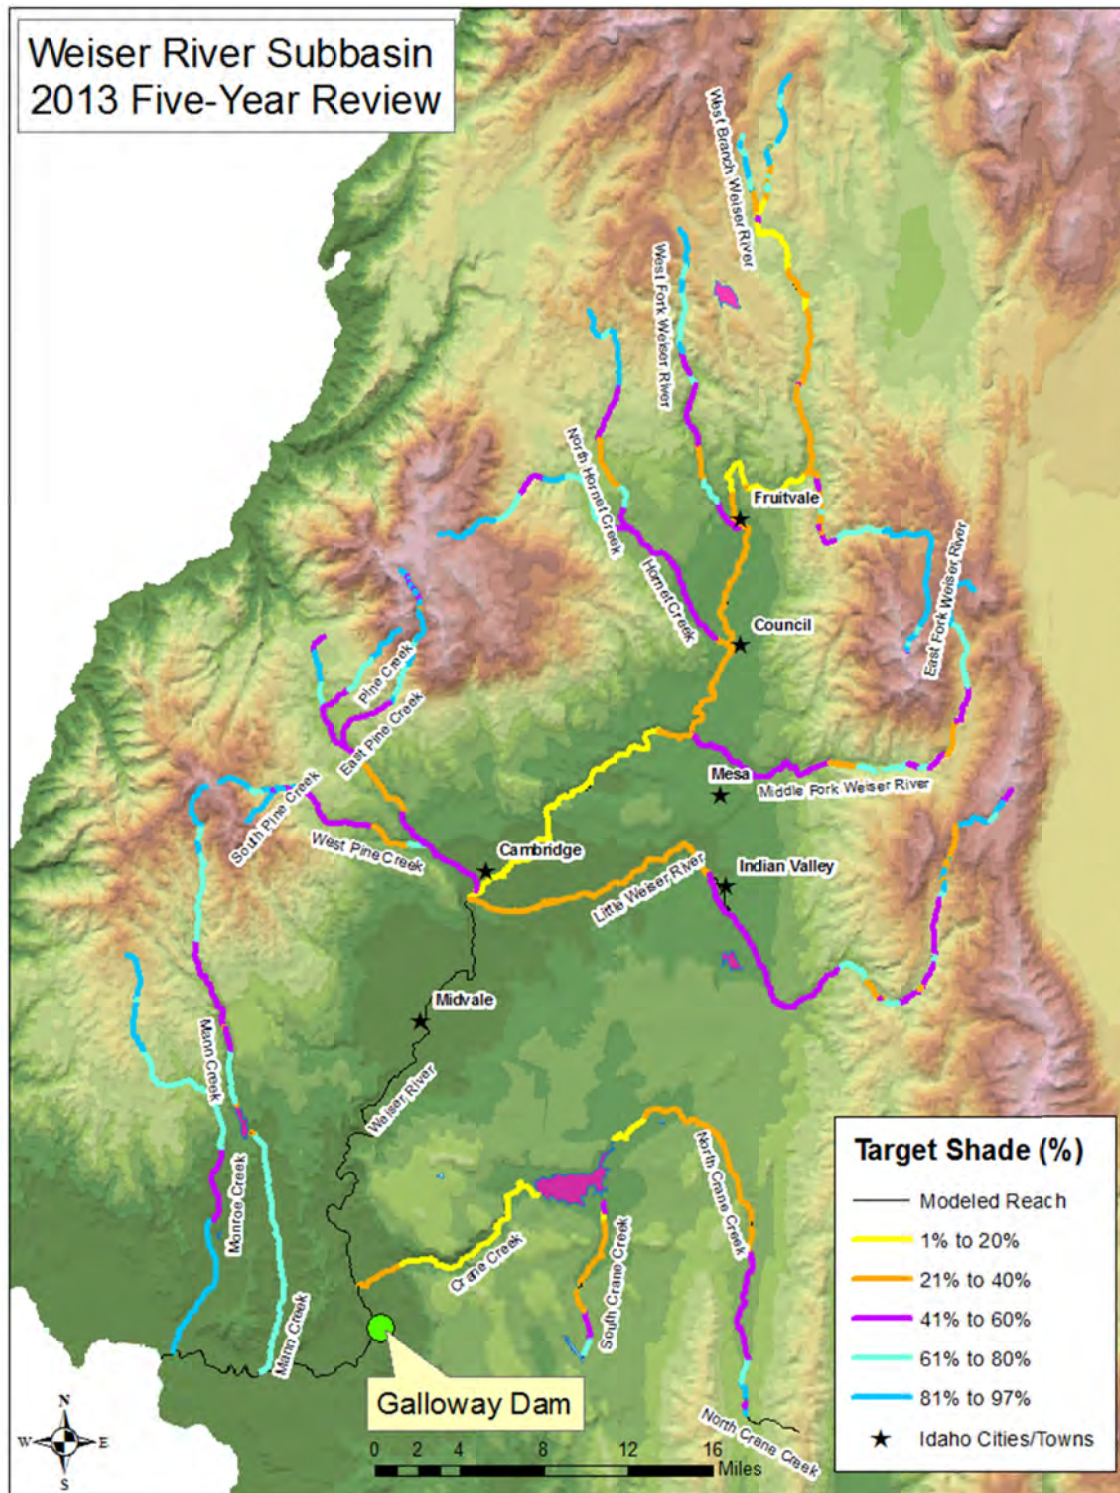 Weiser River Subbasin
2013 Five-Year Review
West Branch Weiser River
West Fork Weiser River
North Hornet Creek
Fruitvale
Hornet Creek
Council
East Fork Weiser River
Pine Creek
East Pine Creek
Mesa
Middle Fork Weiser River
South Pine Creek
West Pine Creek
Cambridge
Little Weiser River
Indian Valley
Midvale
Mann Creek
Weiser River
Monroe Creek
North Crane Creek
Crane Creek
South Crane Creek
Mann Creek
Galloway Dam
North Crane Creek
Target Shade (%)
Modeled Reach
1% to 20%
21% to 40%
41% to 60%
61% to 80%
81% to 97%
Idaho Cities/Towns
N
W E
S
0 2 4 8 12 16
Miles